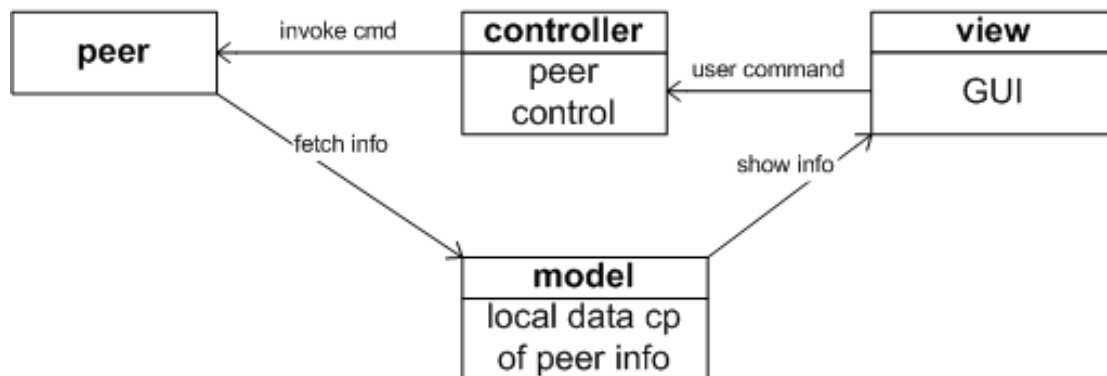 peer
invoke cmd
controller
peer
control
user command
view
GUI
fetch info
show info
model
local data cp
of peer info